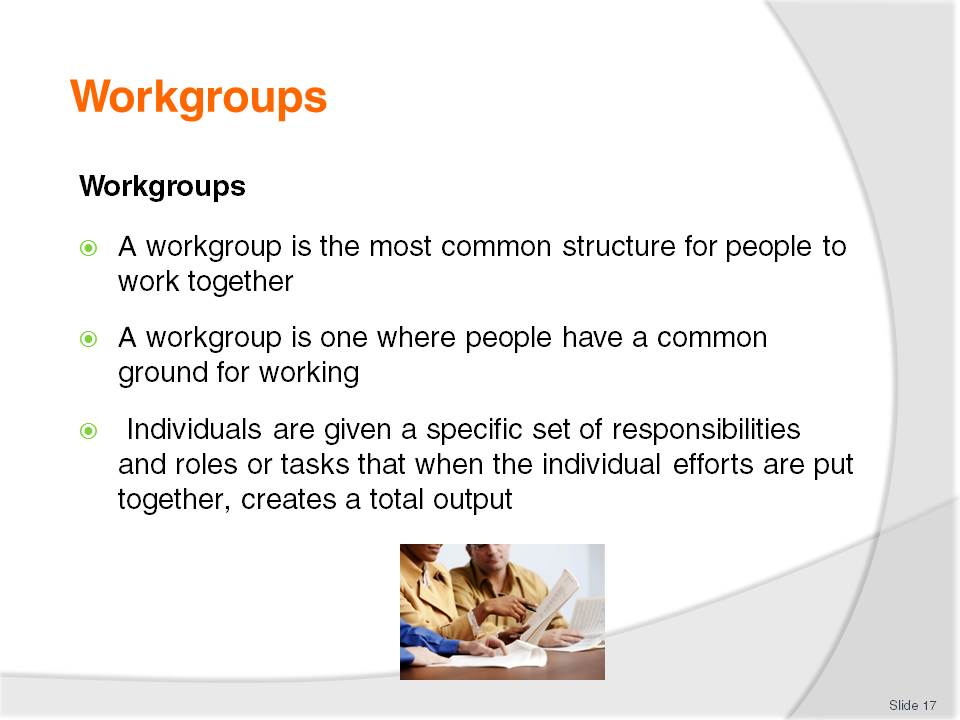 Workgroups
Workgroups
A workgroup is the most common structure for people to
work together
A workgroup is one where people have a common
ground for working
Individuals are given a specific set of responsibilities
and roles or tasks that when the individual efforts are put
together, creates a total output
Slide 17